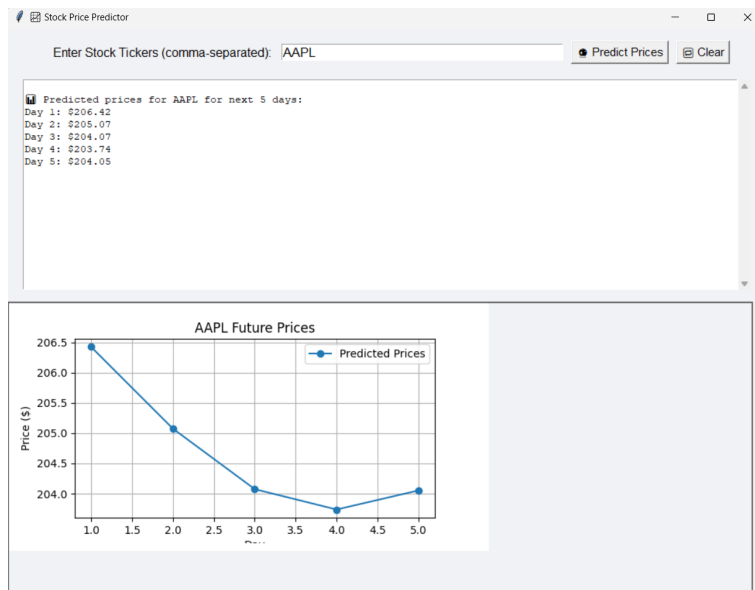 Stock Price Predictor
Enter Stock Tickers (comma-separated): AAPL Predict Prices Clear
Predicted prices for AAPL for next 5 days:
Day 1: $206.42
Day 2: $205.07
Day 3: $204.07
Day 4: $203.74
Day 5: $204.05
AAPL Future Prices
Predicted Prices
206.5
206.0
205.5
205.0
204.5
204.0
Price ($)
1.0 1.5 2.0 2.5 3.0 3.5 4.0 4.5 5.0